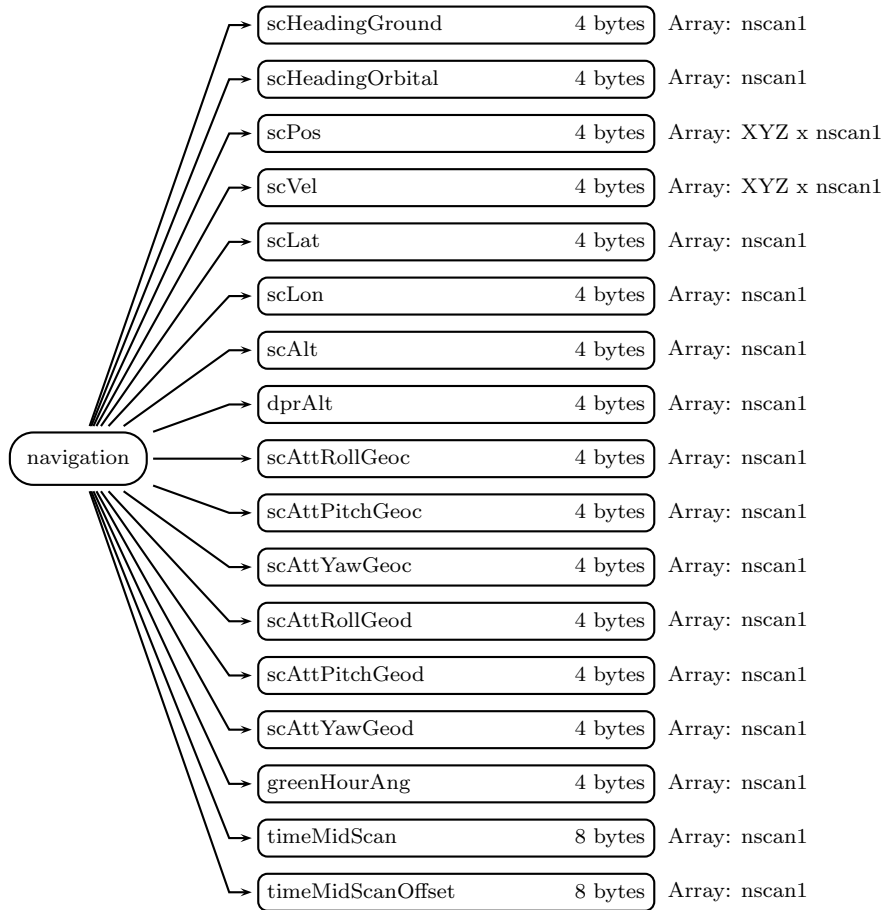 scHeadingGround 4 bytes Array: nscan1
scHeadingOrbital 4 bytes Array: nscan1
scPos 4 bytes Array: XYZ x nscan1
scVel 4 bytes Array: XYZ x nscan1
scLat 4 bytes Array: nscan1
scLon 4 bytes Array: nscan1
scAlt 4 bytes Array: nscan1
dprAlt 4 bytes Array: nscan1
navigation scAttRollGeoc 4 bytes Array: nscan1
scAttPitchGeoc 4 bytes Array: nscan1
scAttYawGeoc 4 bytes Array: nscan1
scAttRollGeod 4 bytes Array: nscan1
scAttPitchGeod 4 bytes Array: nscan1
scAttYawGeod 4 bytes Array: nscan1
greenHourAng 4 bytes Array: nscan1
timeMidScan 8 bytes Array: nscan1
timeMidScanOffset 8 bytes Array: nscan1